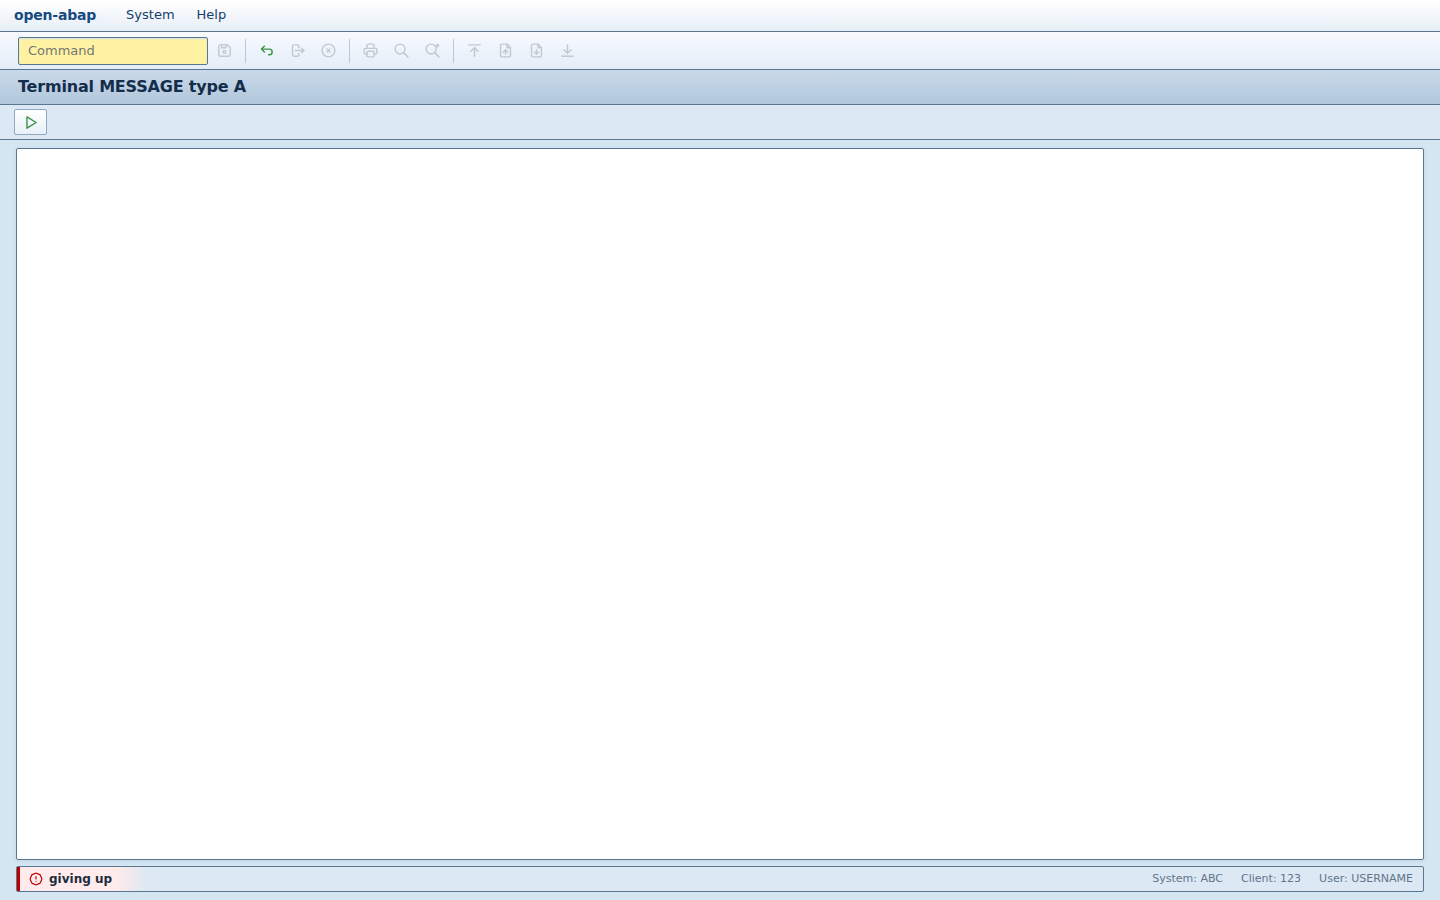 open-abap System Help
Command
Terminal MESSAGE type A
giving up System: ABC Client: 123 User: USERNAME